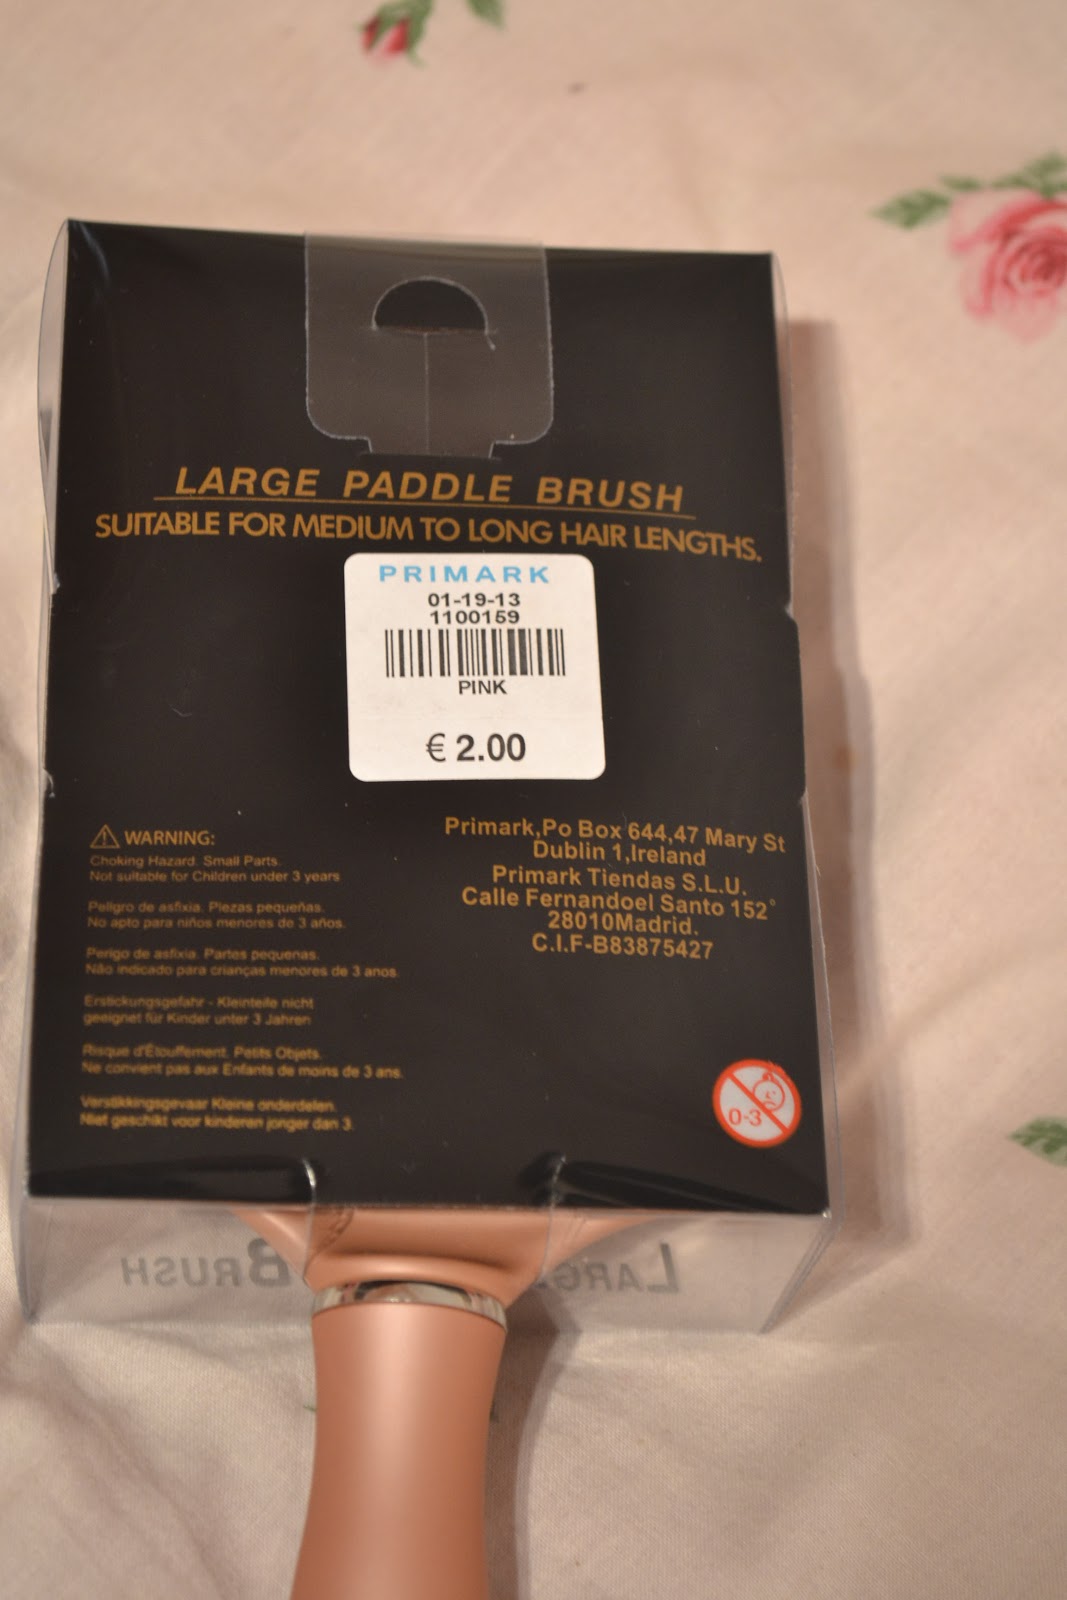 LARGE PADDLE BRUSH
SUITABLE FOR MEDIUM TO LONG HAIR LENGTHS.
PRIMARK
01-19-13
1100159
PINK
€ 2.00
WARNING:
Choking Hazard. Small Parts.
Not suitable for Children under 3 years
Peligro de asfixia. Piezas pequeñas.
No apto para niños menores de 3 años.
Perigo de asfixia. Partes pequenas.
Não indicado para crianças menores de 3 anos
Erstickungsgefahr - Kleinteile nicht
geeignet für Kinder unter 3 Jahren
Risque d'Étouffement. Petits Objets.
Ne convient pas aux Enfants de moins de 3 ans.
Verstikkingsgevaar Kleine onderdelen.
Niet geschikt voor kinderen jonger dan 3.
Primark,Po Box 644,47 Mary St
Dublin 1,Ireland
Primark Tiendas S.L.U.
Calle Fernandoel Santo 152°
28010Madrid.
C.I.F-B83875427
0-3
LARGE BRUSH